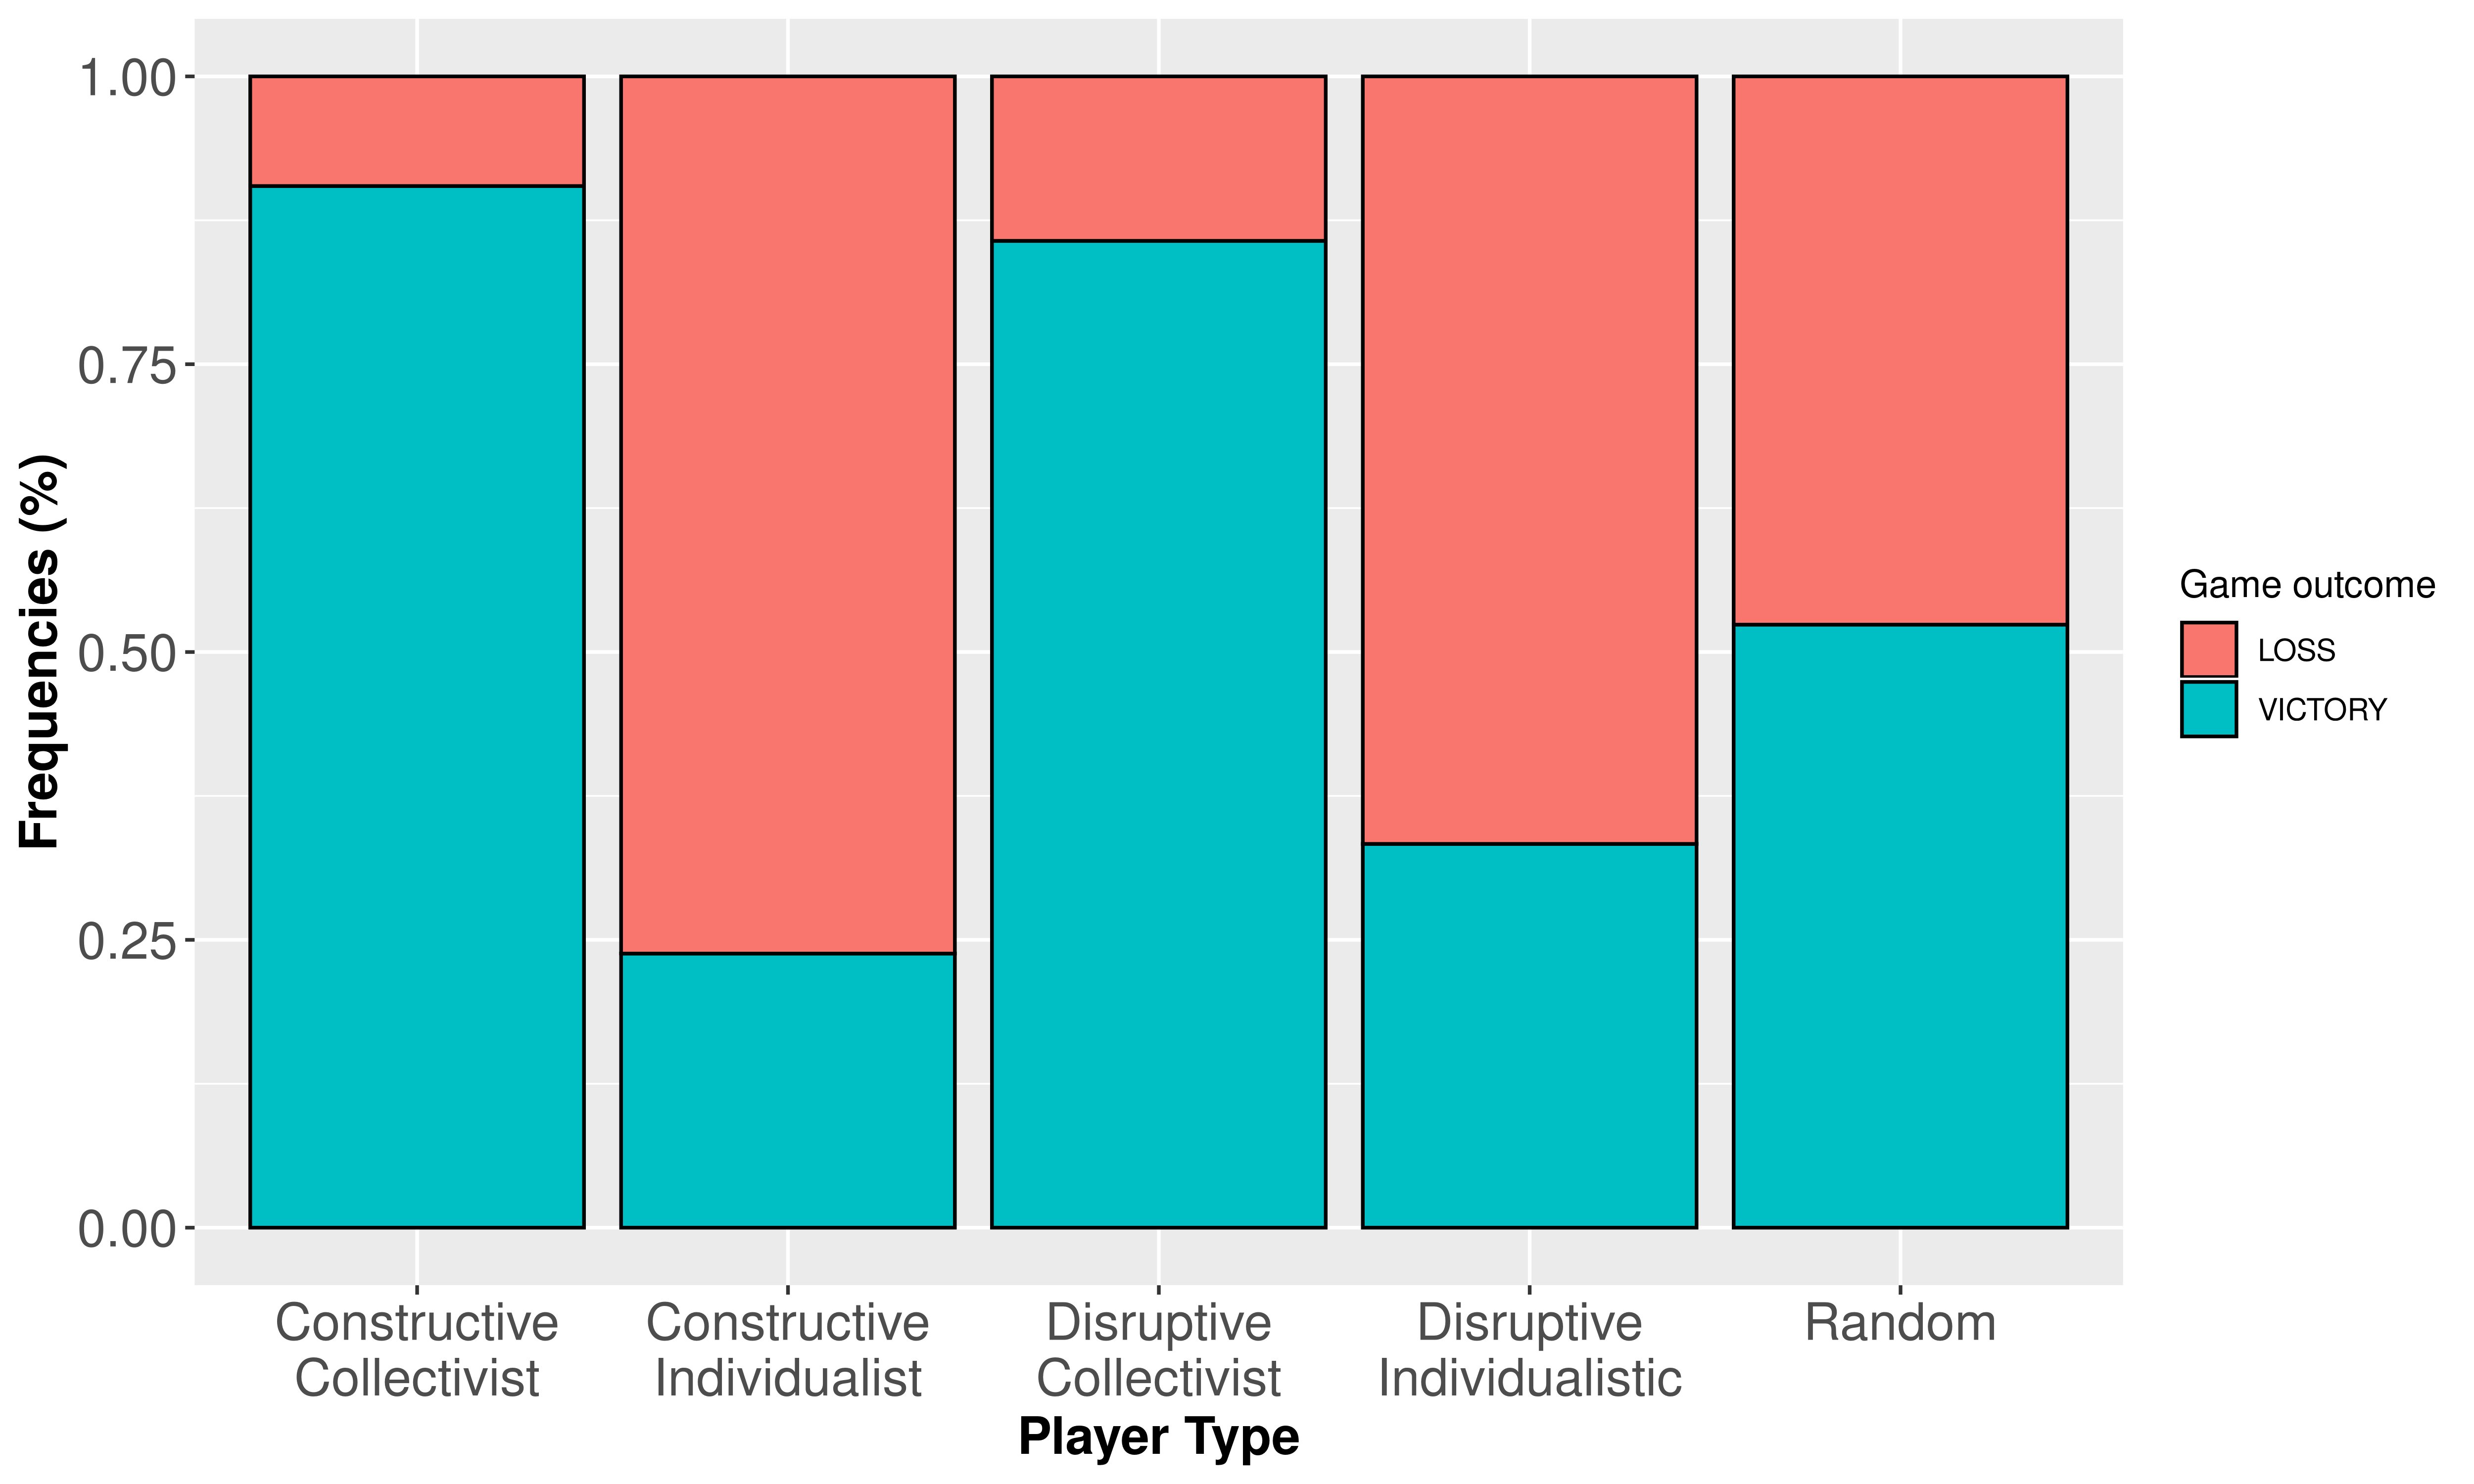 1.00
0.75
0.50
0.25
0.00
Frequencies (%)
Constructive
Collectivist
Constructive
Individualist
Disruptive
Collectivist
Disruptive
Individualistic
Random
Player Type
Game outcome
LOSS
VICTORY